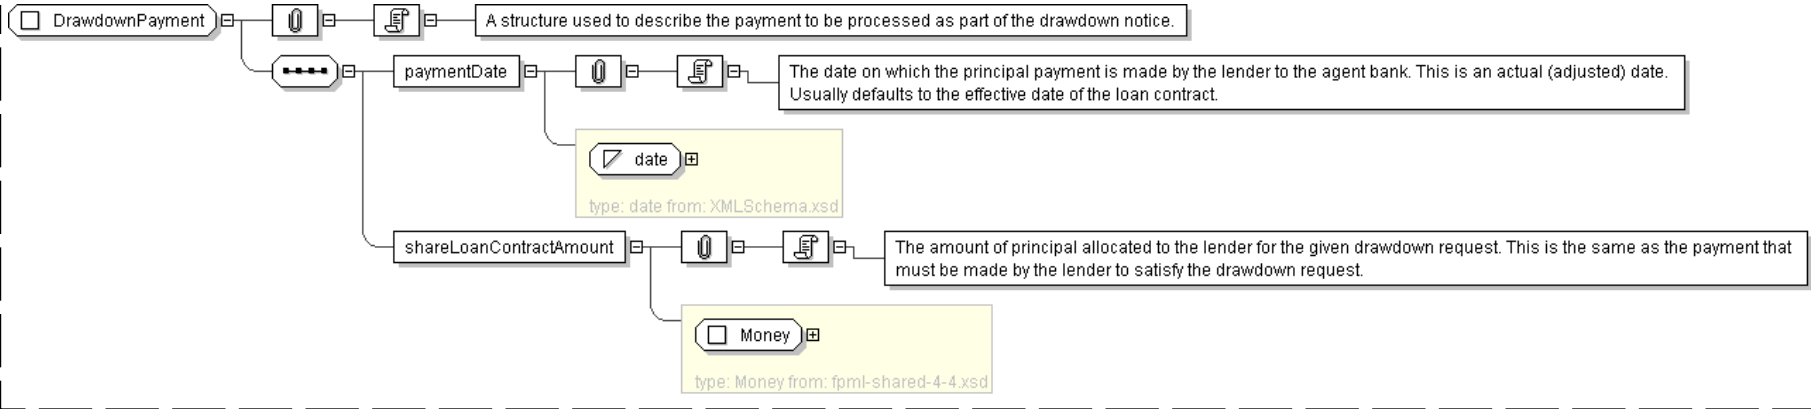 DrawdownPayment
A structure used to describe the payment to be processed as part of the drawdown notice.
paymentDate
The date on which the principal payment is made by the lender to the agent bank. This is an actual (adjusted) date.
Usually defaults to the effective date of the loan contract.
date
type: date from: XMLSchema.xsd
shareLoanContractAmount
The amount of principal allocated to the lender for the given drawdown request. This is the same as the payment that
must be made by the lender to satisfy the drawdown request.
Money
type: Money from: fpml-shared-4-4.xsd